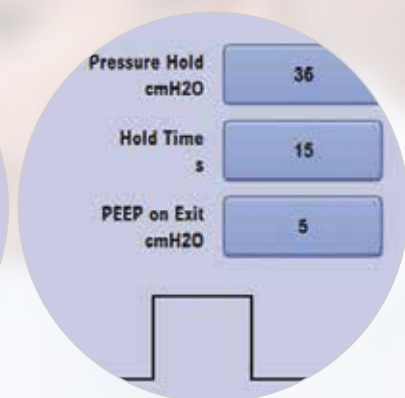 Pressure Hold
cmH2O
36
Hold Time
s
15
PEEP on Exit
cmH2O
5